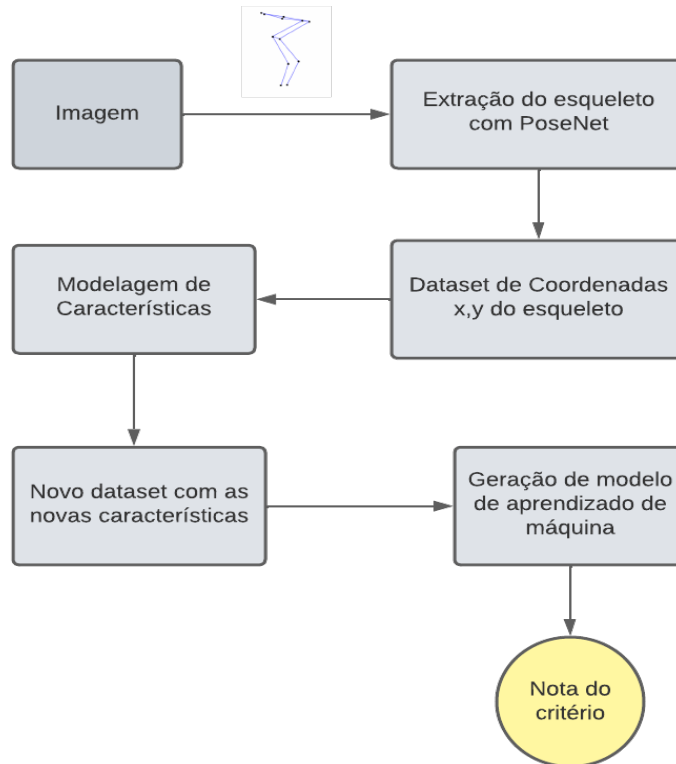 Imagem
Extração do esqueleto
com PoseNet
Dataset de Coordenadas
x,y do esqueleto
Modelagem de
Características
Novo dataset com as
novas características
Geração de modelo
de aprendizado de
máquina
Nota do
critério